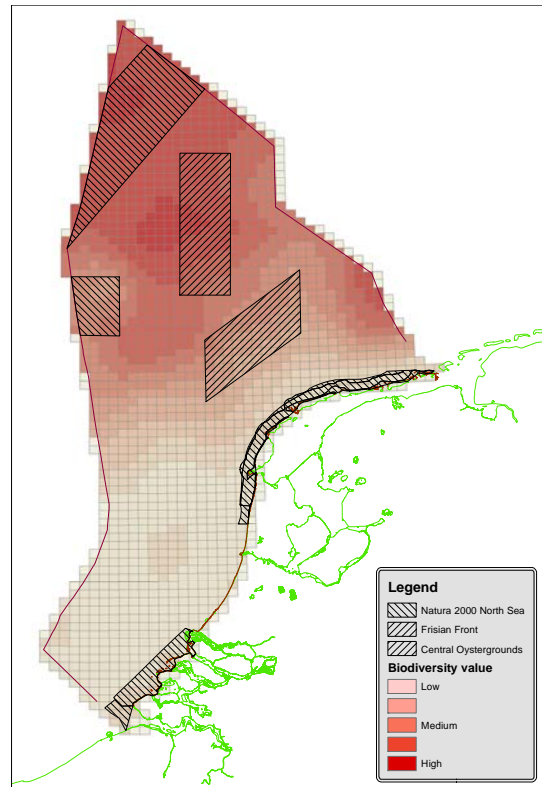 Legend
Natura 2000 North Sea
Frisian Front
Central Oystergrounds
Biodiversity value
Low
Medium
High